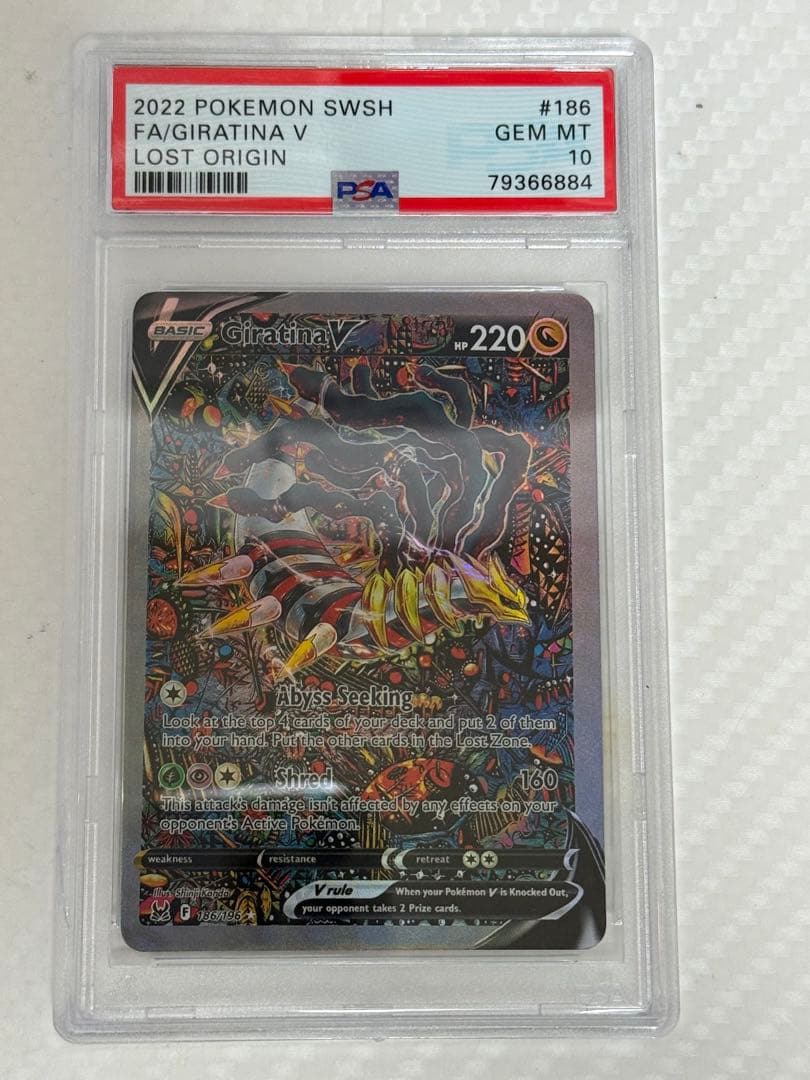 2022 POKEMON SWSH #186
FA/GIRATINA V GEM MT
LOST ORIGIN 10
PSA 79366884
BASIC Giratina V HP 220
Abyss Seeking
Look at the top 4 cards of your deck and put 2 of them
into your hand. Put the other cards in the Lost Zone.
Shred 160
This attack's damage isn't affected by any effects on your
opponent's Active Pokémon.
weakness resistance retreat
Illus. Shinji Kanda
V rule When your Pokémon V is Knocked Out,
your opponent takes 2 Prize cards.
F 186/196